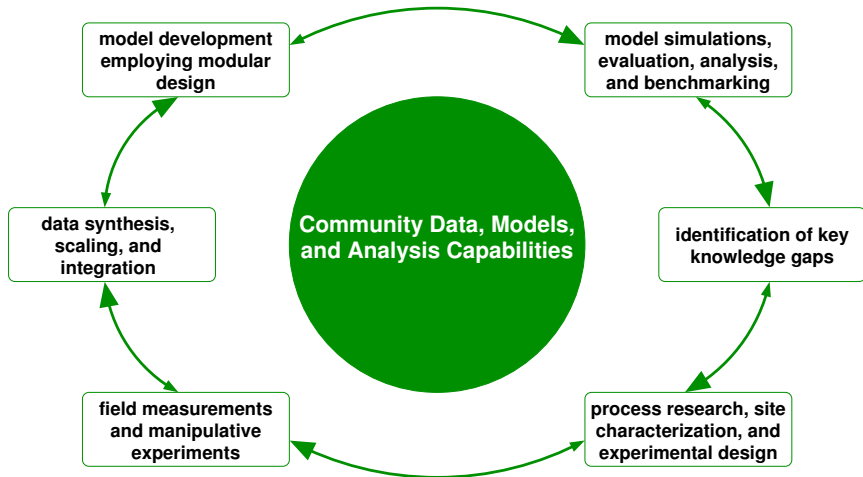 model development
employing modular
design
model simulations,
evaluation, analysis,
and benchmarking
data synthesis,
scaling, and
integration
Community Data, Models,
and Analysis Capabilities
identification of key
knowledge gaps
field measurements
and manipulative
experiments
process research, site
characterization, and
experimental design